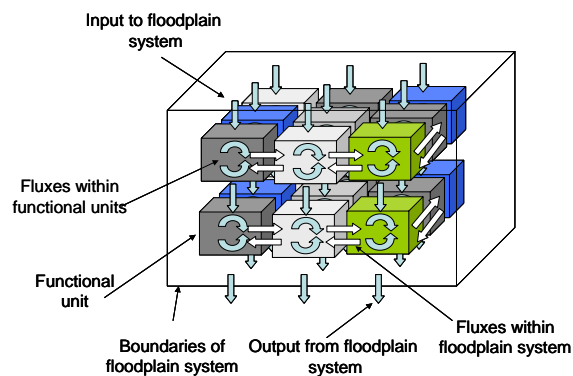 Input to floodplain
system
Fluxes within
functional units
Functional
unit
Boundaries of
floodplain system
Output from floodplain
system
Fluxes within
floodplain system